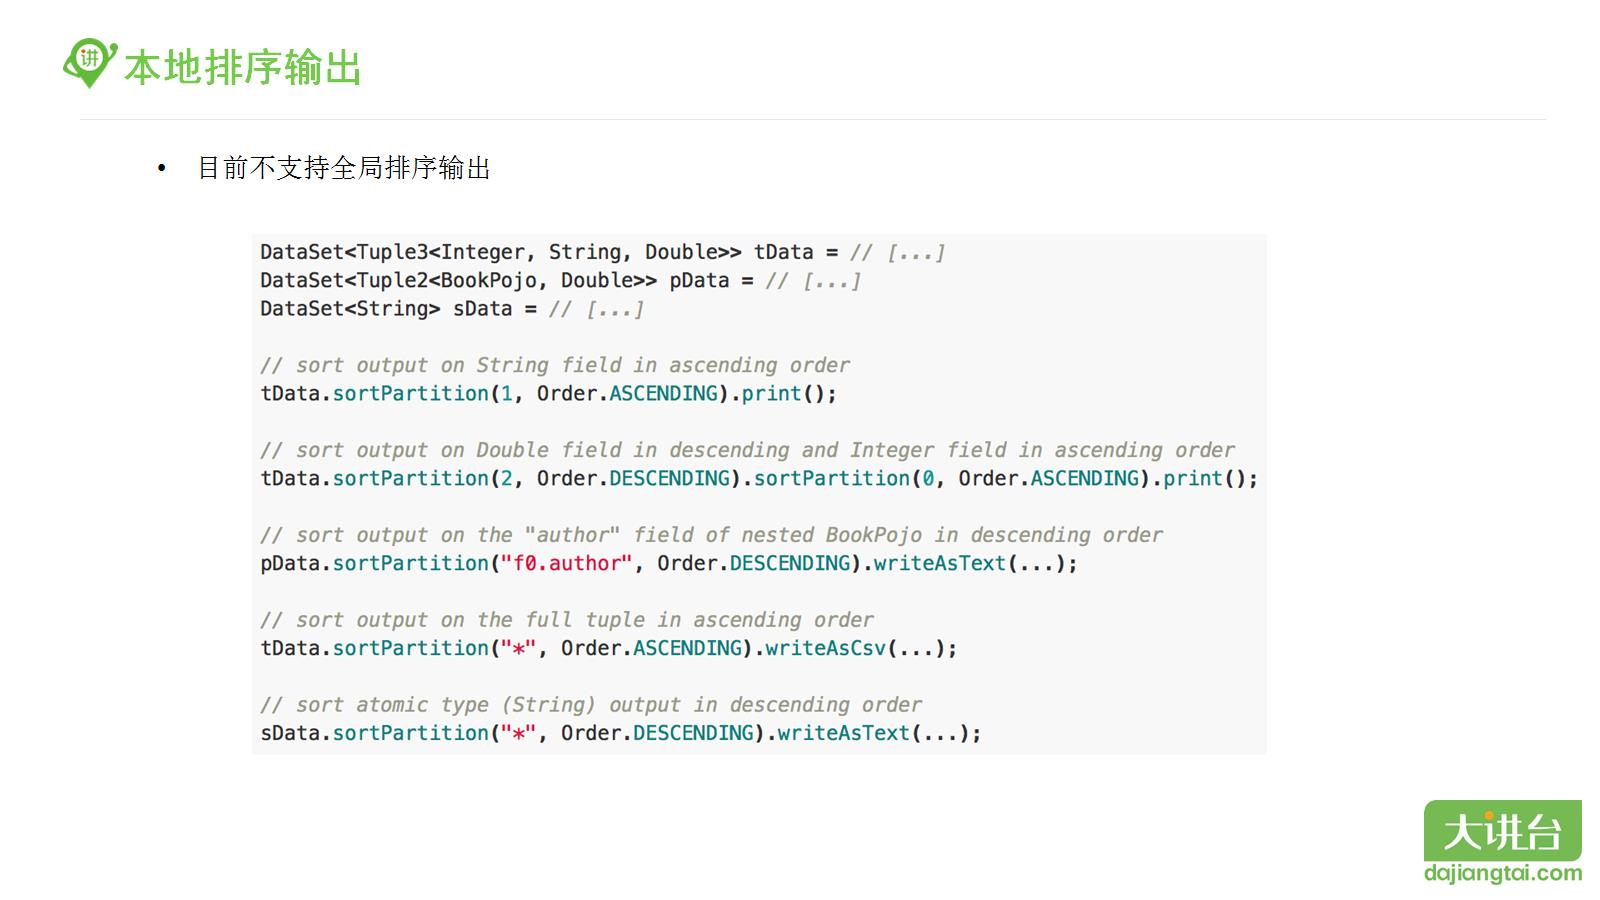 讲 本地排序输出
• 目前不支持全局排序输出
DataSet<Tuple3<Integer, String, Double>> tData = // [...]
DataSet<Tuple2<BookPojo, Double>> pData = // [...]
DataSet<String> sData = // [...]
// sort output on String field in ascending order
tData.sortPartition(1, Order.ASCENDING).print();
// sort output on Double field in descending and Integer field in ascending order
tData.sortPartition(2, Order.DESCENDING).sortPartition(0, Order.ASCENDING).print();
// sort output on the "author" field of nested BookPojo in descending order
pData.sortPartition("f0.author", Order.DESCENDING).writeAsText(...);
// sort output on the full tuple in ascending order
tData.sortPartition("*", Order.ASCENDING).writeAsCsv(...);
// sort atomic type (String) output in descending order
sData.sortPartition("*", Order.DESCENDING).writeAsText(...);
大讲台
dajiangtai.com